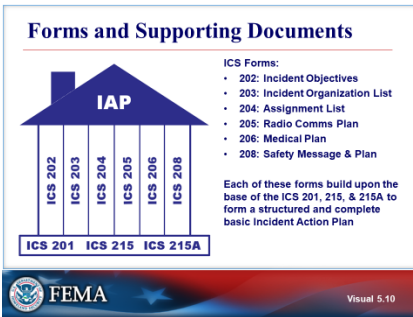 Forms and Supporting Documents
IAP
ICS 202
ICS 203
ICS 204
ICS 205
ICS 206
ICS 208
ICS 201 ICS 215 ICS 215A
ICS Forms:
• 202: Incident Objectives
• 203: Incident Organization List
• 204: Assignment List
• 205: Radio Comms Plan
• 206: Medical Plan
• 208: Safety Message & Plan
Each of these forms build upon the
base of the ICS 201, 215, & 215A to
form a structured and complete
basic Incident Action Plan
FEMA
Visual 5.10